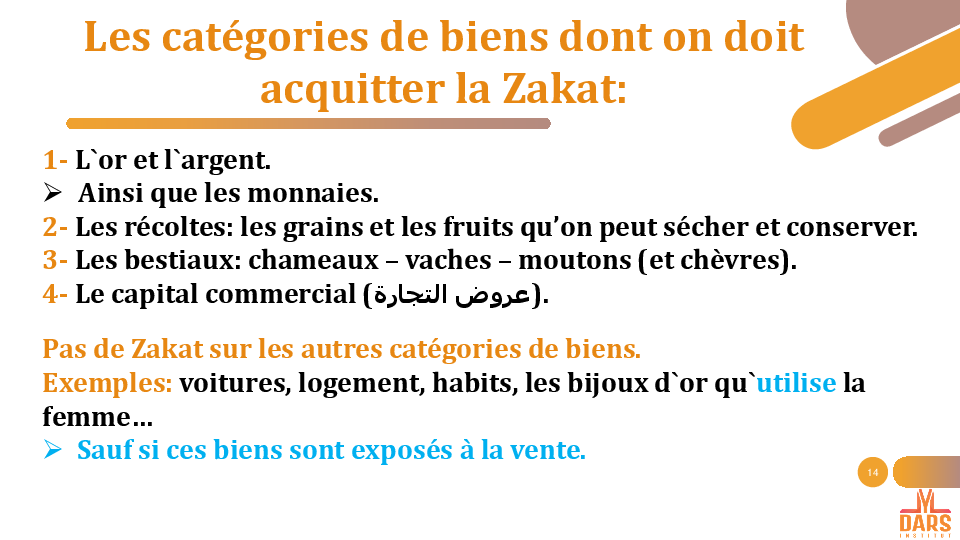 Les catégories de biens dont on doit
acquitter la Zakat:
1- L`or et l`argent.
➢ Ainsi que les monnaies.
2- Les récoltes: les grains et les fruits qu’on peut sécher et conserver.
3- Les bestiaux: chameaux – vaches – moutons (et chèvres).
4- Le capital commercial (عروض التجارة).
Pas de Zakat sur les autres catégories de biens.
Exemples: voitures, logement, habits, les bijoux d`or qu`utilise la
femme…
➢ Sauf si ces biens sont exposés à la vente.
14
DARS
INSTITUT